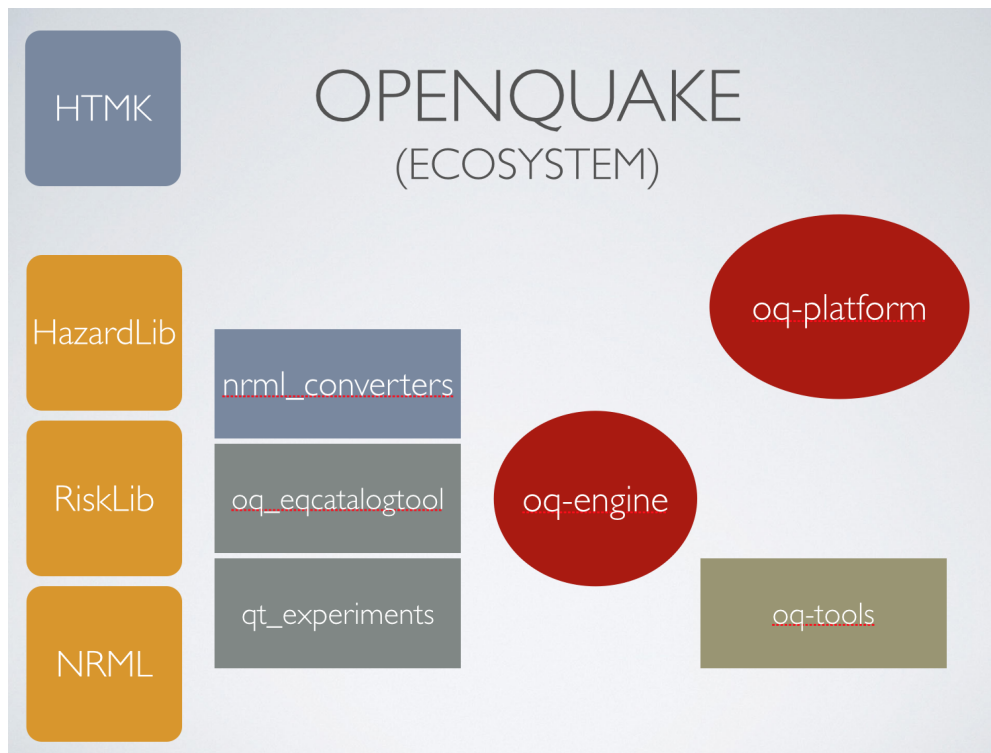 HTMK
OPENQUAKE
(ECOSYSTEM)
HazardLib
oq-platform
nrml_converters
RiskLib
oq_eqcatalogtool
oq-engine
NRML
qt_experiments
oq-tools